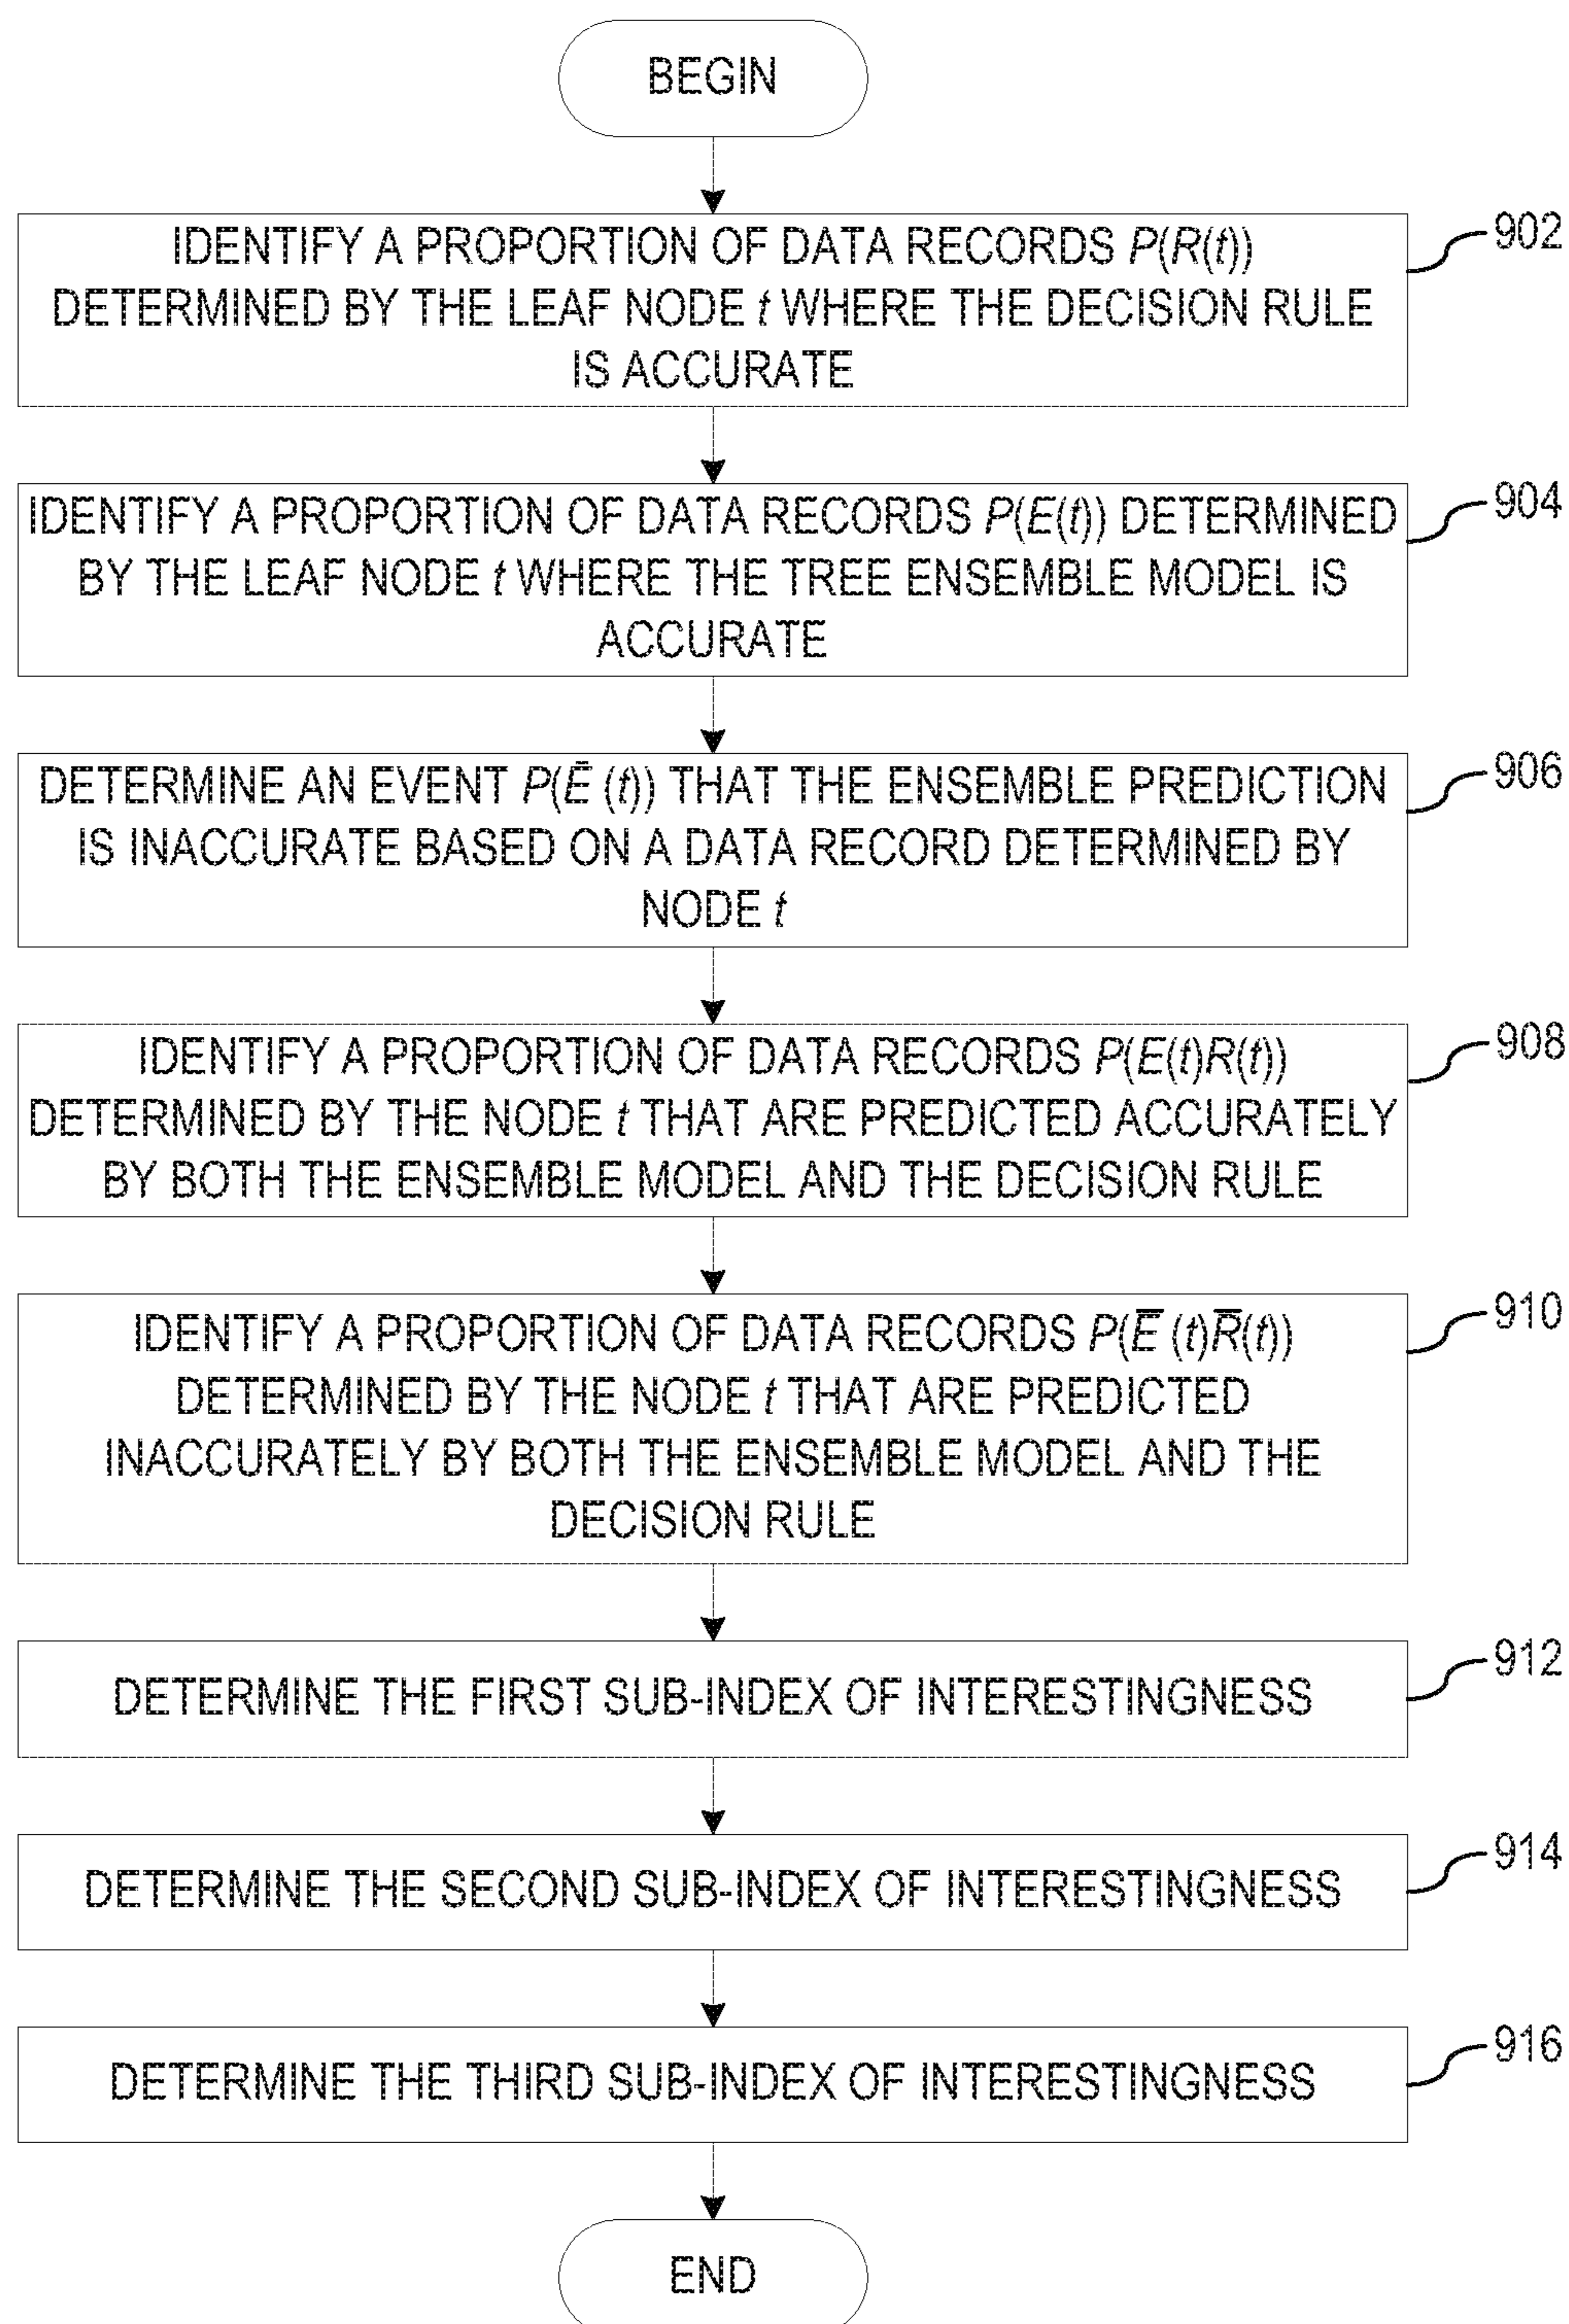 BEGIN
IDENTIFY A PROPORTION OF DATA RECORDS P(R(t))
DETERMINED BY THE LEAF NODE t WHERE THE DECISION RULE
IS ACCURATE
902
IDENTIFY A PROPORTION OF DATA RECORDS P(E(t)) DETERMINED
BY THE LEAF NODE t WHERE THE TREE ENSEMBLE MODEL IS
ACCURATE
904
DETERMINE AN EVENT P(Ē (t)) THAT THE ENSEMBLE PREDICTION
IS INACCURATE BASED ON A DATA RECORD DETERMINED BY
NODE t
906
IDENTIFY A PROPORTION OF DATA RECORDS P(E(t)R(t))
DETERMINED BY THE NODE t THAT ARE PREDICTED ACCURATELY
BY BOTH THE ENSEMBLE MODEL AND THE DECISION RULE
908
IDENTIFY A PROPORTION OF DATA RECORDS P(E̅ (t)R̅(t))
DETERMINED BY THE NODE t THAT ARE PREDICTED
INACCURATELY BY BOTH THE ENSEMBLE MODEL AND THE
DECISION RULE
910
DETERMINE THE FIRST SUB-INDEX OF INTERESTINGNESS
912
DETERMINE THE SECOND SUB-INDEX OF INTERESTINGNESS
914
DETERMINE THE THIRD SUB-INDEX OF INTERESTINGNESS
916
END